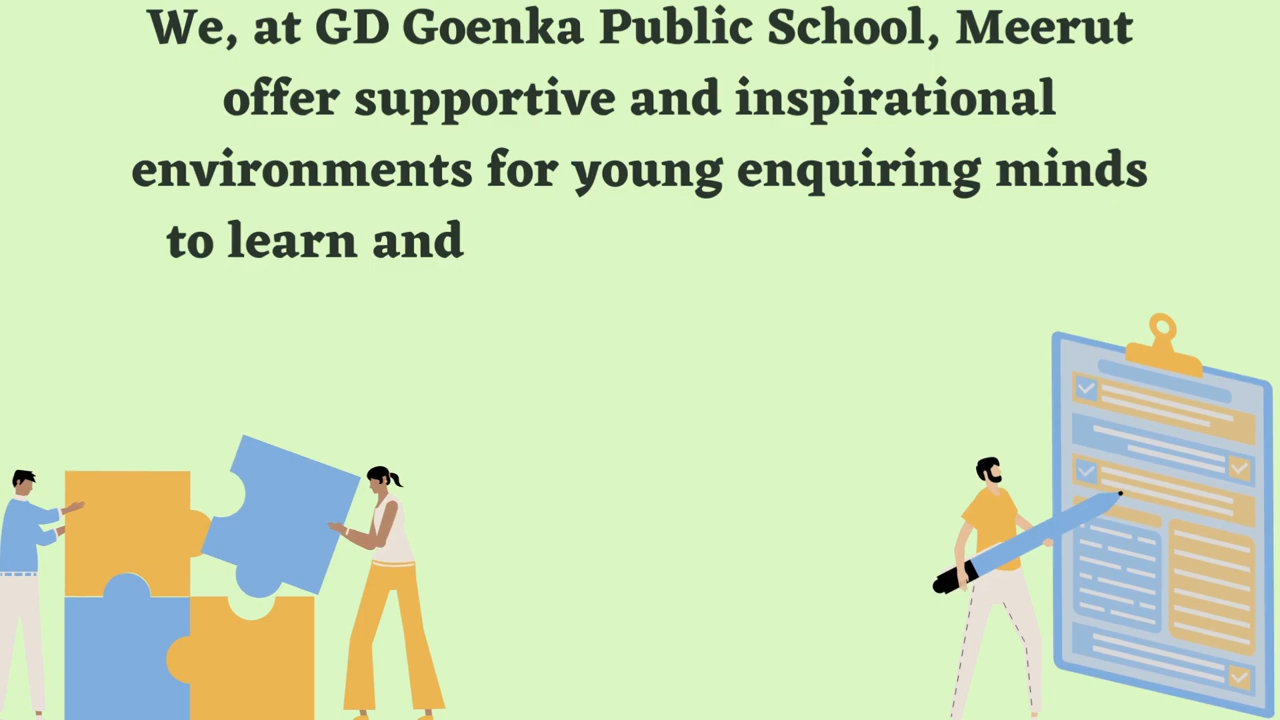 We, at GD Goenka Public School, Meerut
offer supportive and inspirational
environments for young enquiring minds
to learn and